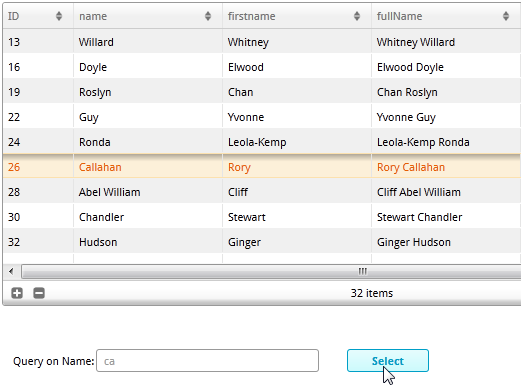 ID name firstname fullName
13 Willard Whitney Whitney Willard
16 Doyle Elwood Elwood Doyle
19 Roslyn Chan Chan Roslyn
22 Guy Yvonne Yvonne Guy
24 Ronda Leola-Kemp Leola-Kemp Ronda
26 Callahan Rory Rory Callahan
28 Abel William Cliff Cliff Abel William
30 Chandler Stewart Stewart Chandler
32 Hudson Ginger Ginger Hudson
32 items
Query on Name: ca Select